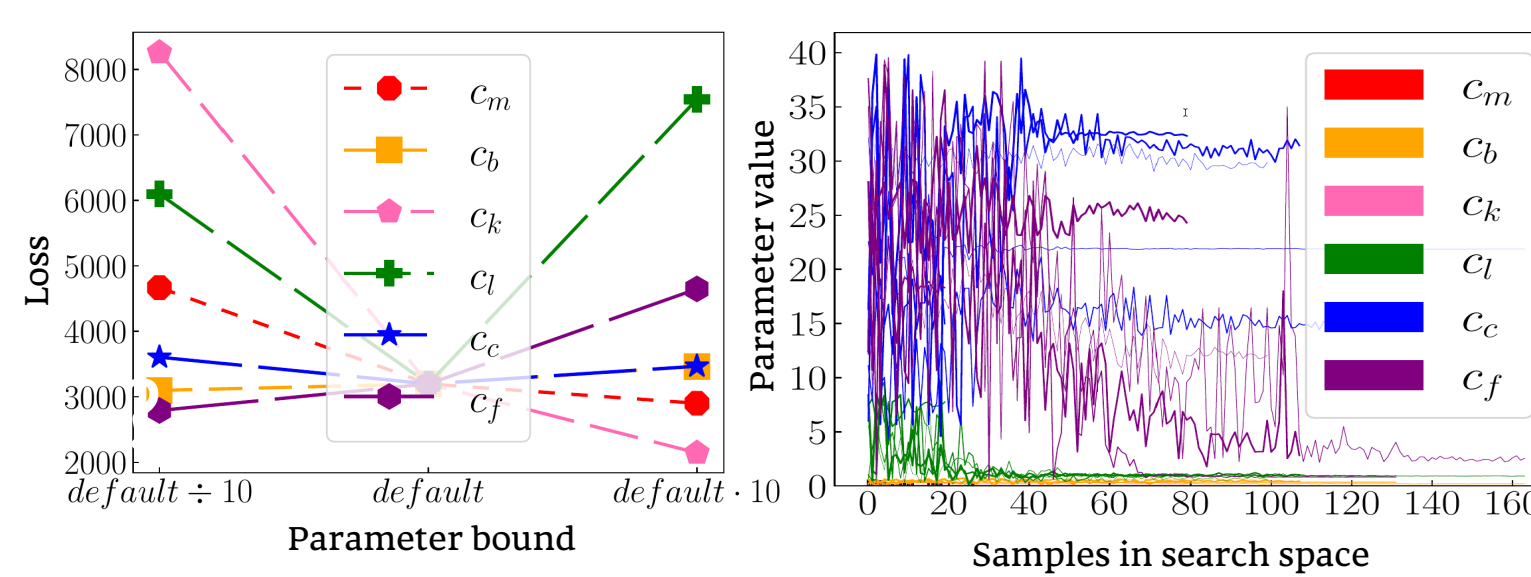 8000
7000
6000
5000
4000
3000
2000
Loss
c_m
c_b
c_k
c_l
c_c
c_f
default ÷ 10
default
default · 10
Parameter bound
40
35
30
25
20
15
10
5
0
Parameter value
c_m
c_b
c_k
c_l
c_c
c_f
0 20 40 60 80 100 120 140
Samples in search space